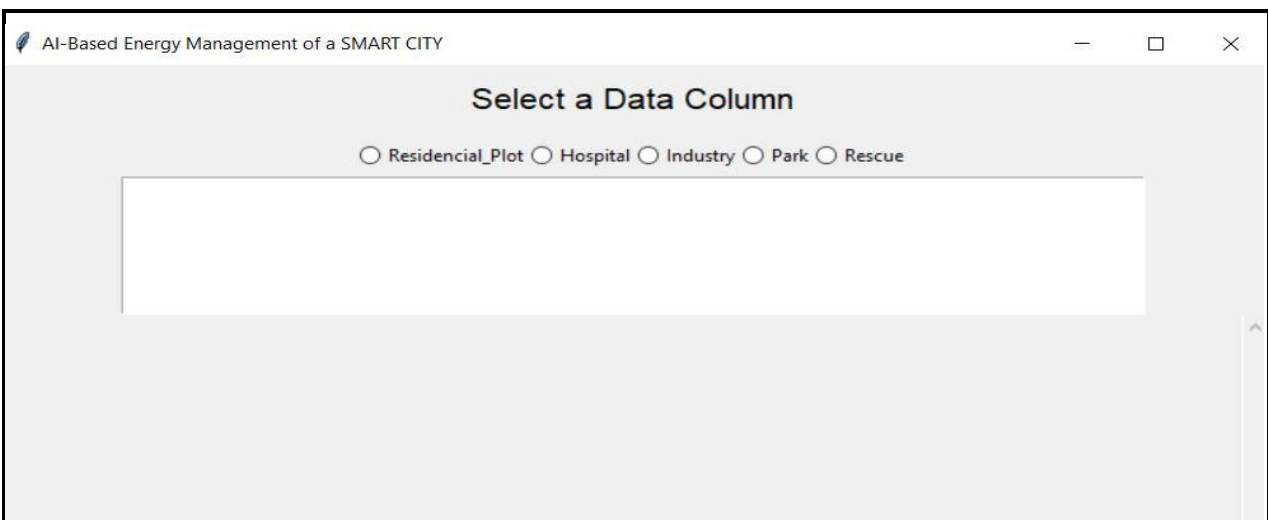 AI-Based Energy Management of a SMART CITY
Select a Data Column
Residencial_Plot Hospital Industry Park Rescue